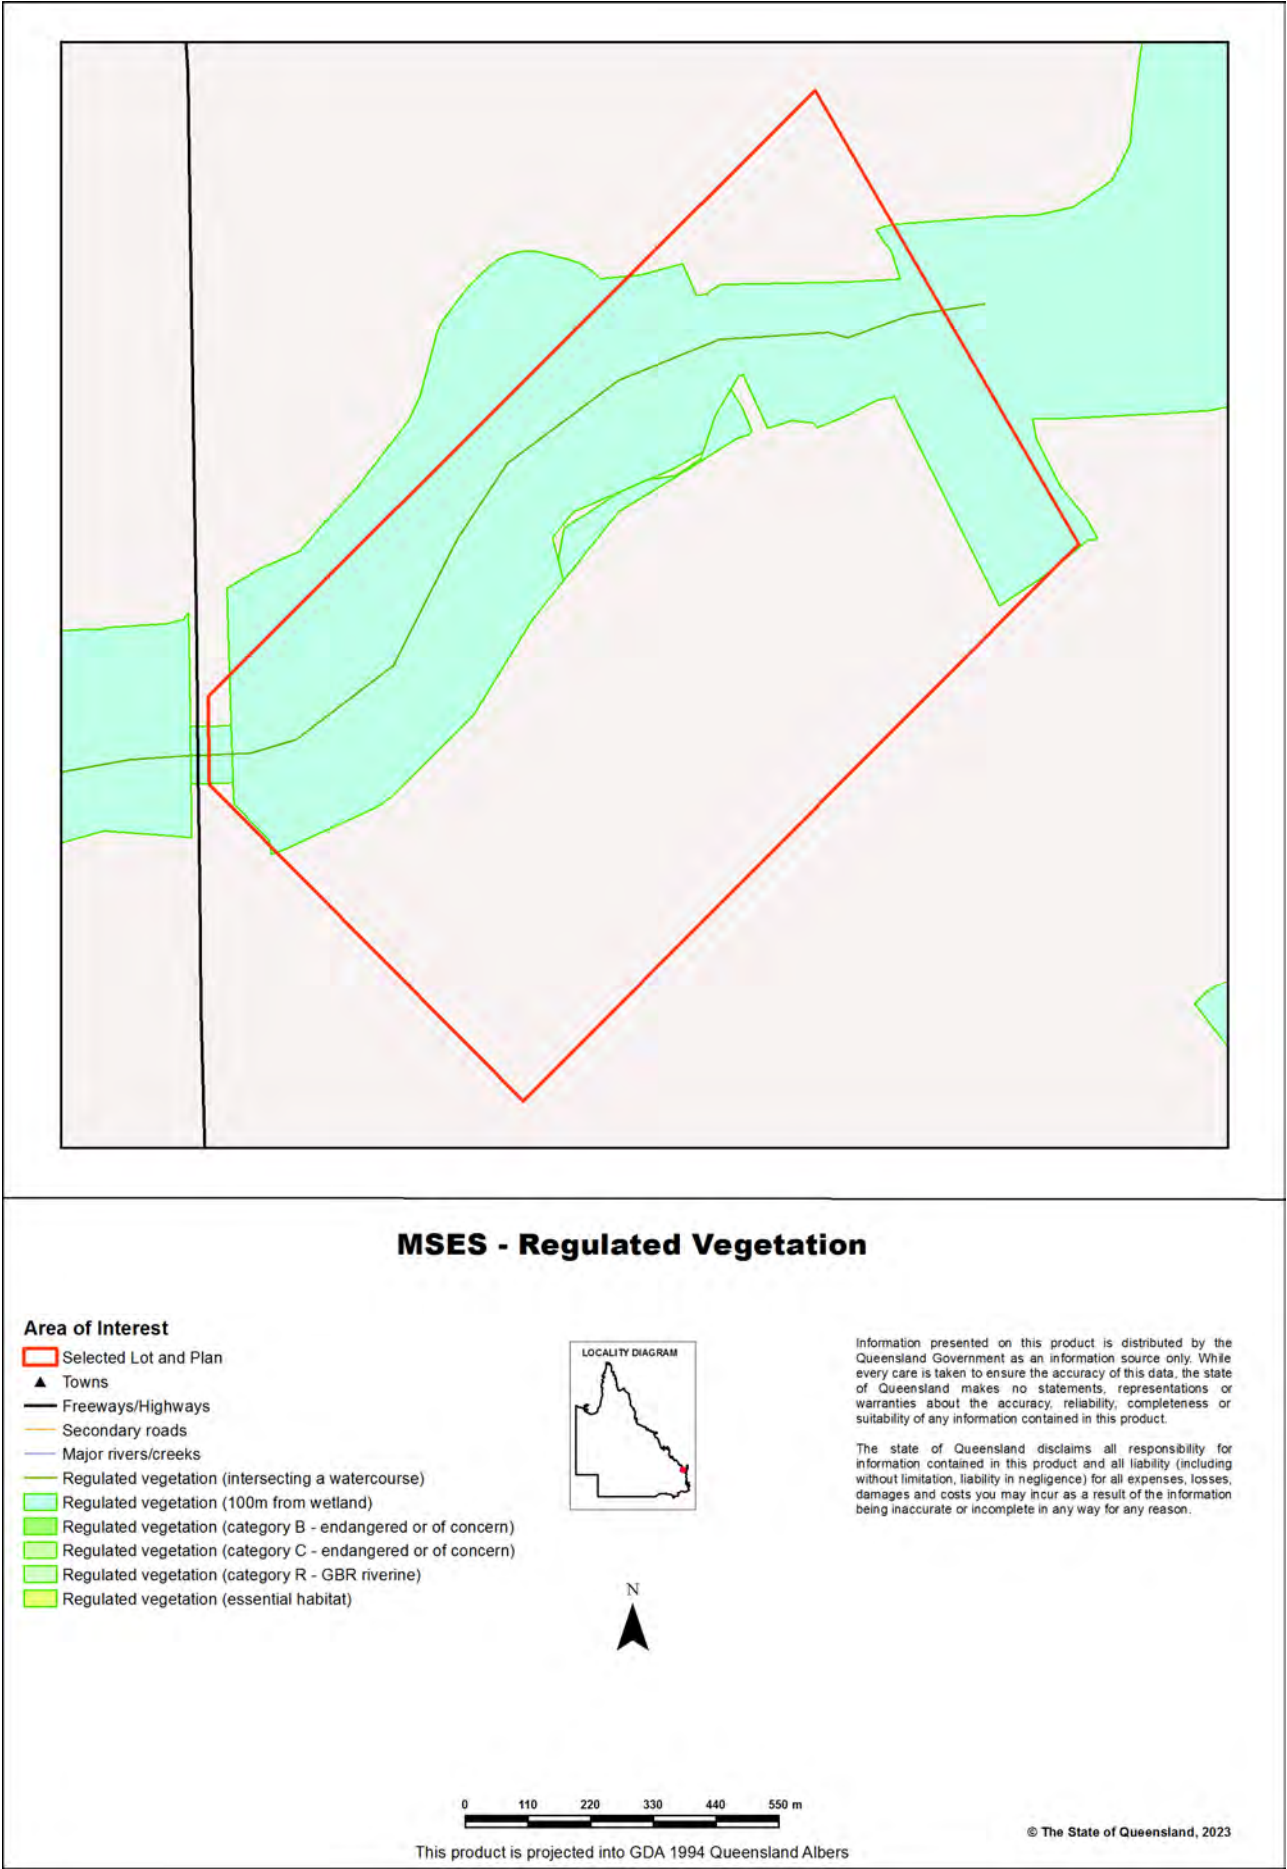 MSES - Regulated Vegetation
Area of Interest
Selected Lot and Plan
Towns
Freeways/Highways
Secondary roads
Major rivers/creeks
Regulated vegetation (intersecting a watercourse)
Regulated vegetation (100m from wetland)
Regulated vegetation (category B - endangered or of concern)
Regulated vegetation (category C - endangered or of concern)
Regulated vegetation (category R - GBR riverine)
Regulated vegetation (essential habitat)
LOCALITY DIAGRAM
N
Information presented on this product is distributed by the
Queensland Government as an information source only. While
every care is taken to ensure the accuracy of this data, the state
of Queensland makes no statements, representations or
warranties about the accuracy, reliability, completeness or
suitability of any information contained in this product.
The state of Queensland disclaims all responsibility for
information contained in this product and all liability (including
without limitation, liability in negligence) for all expenses, losses,
damages and costs you may incur as a result of the information
being inaccurate or incomplete in any way for any reason.
0 110 220 330 440 550 m
This product is projected into GDA 1994 Queensland Albers
© The State of Queensland, 2023